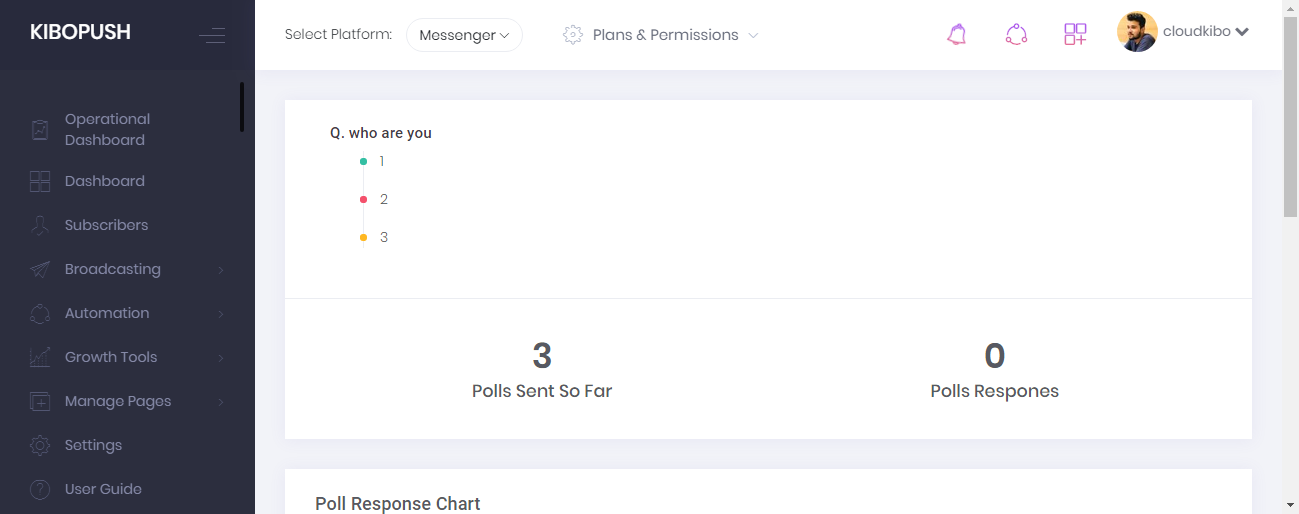 KIBOPUSH
Select Platform:
Messenger
Plans & Permissions
cloudkibo
Operational
Dashboard
Dashboard
Subscribers
Broadcasting
Automation
Growth Tools
Manage Pages
Settings
User Guide
Q. who are you
1
2
3
3
Polls Sent So Far
0
Polls Respones
Poll Response Chart